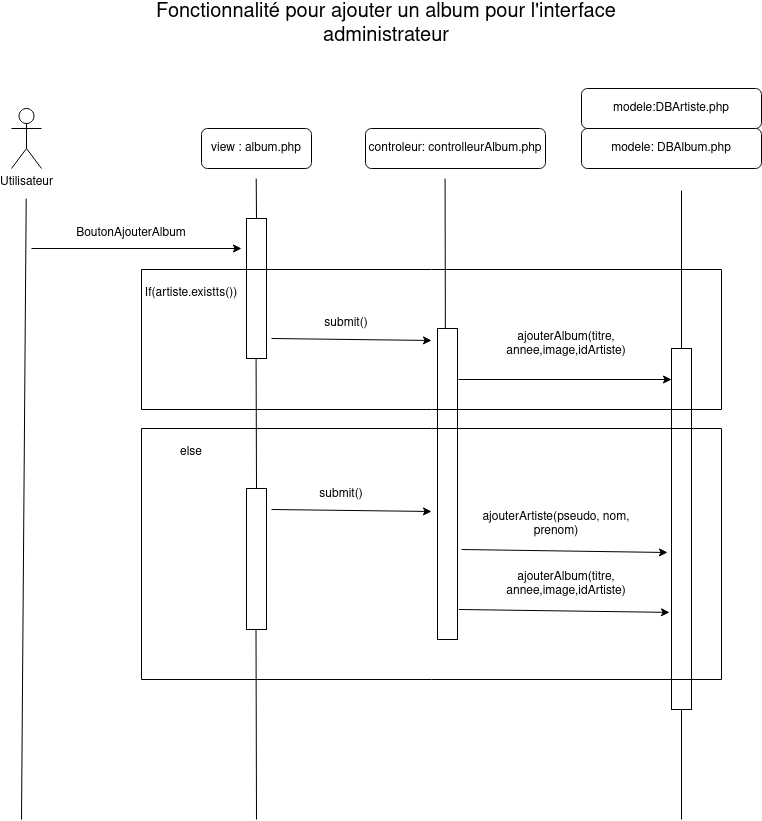 Fonctionnalité pour ajouter un album pour l'interface
administrateur
modele:DBArtiste.php
view : album.php
controleur: controlleurAlbum.php
modele: DBAlbum.php
Utilisateur
BoutonAjouterAlbum
If(artiste.existts())
submit()
ajouterAlbum(titre,
annee,image,idArtiste)
else
submit()
ajouterArtiste(pseudo, nom,
prenom)
ajouterAlbum(titre,
annee,image,idArtiste)